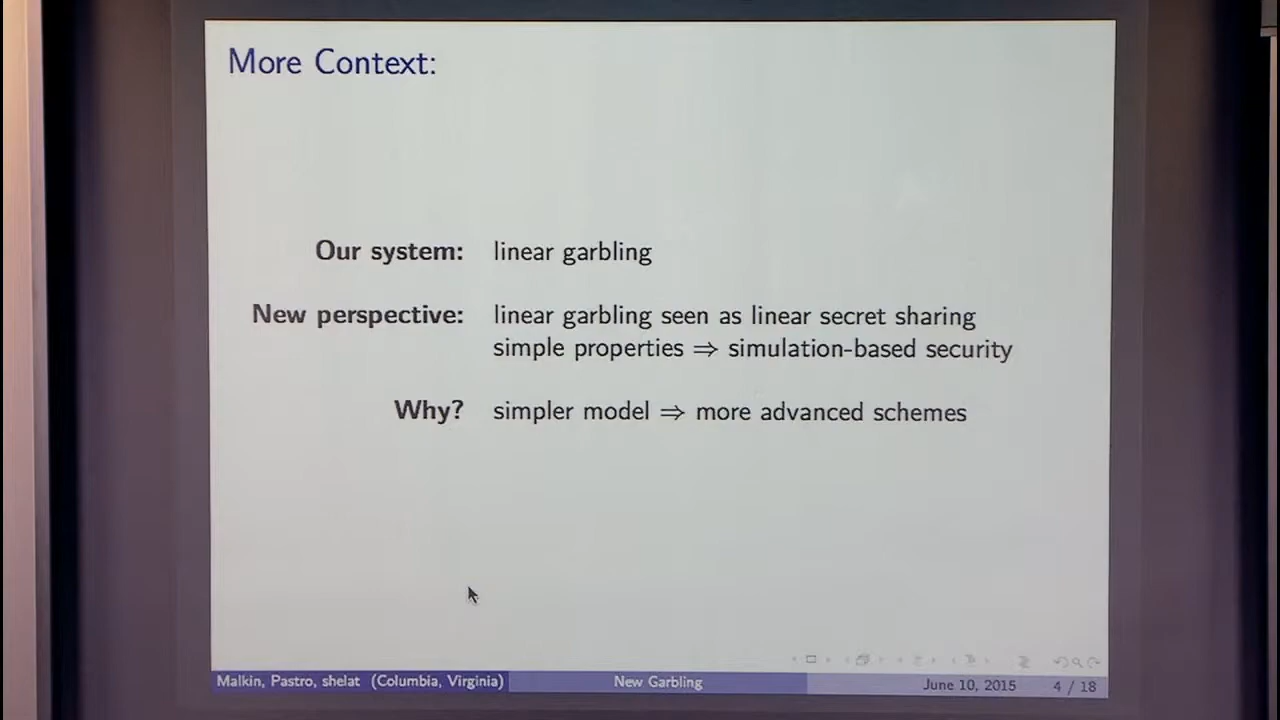 More Context:
Our system: linear garbling
New perspective: linear garbling seen as linear secret sharing
simple properties ⇒ simulation-based security
Why? simpler model ⇒ more advanced schemes
Malkin, Pastro, shelat (Columbia, Virginia) New Garbling June 10, 2015 4 / 18